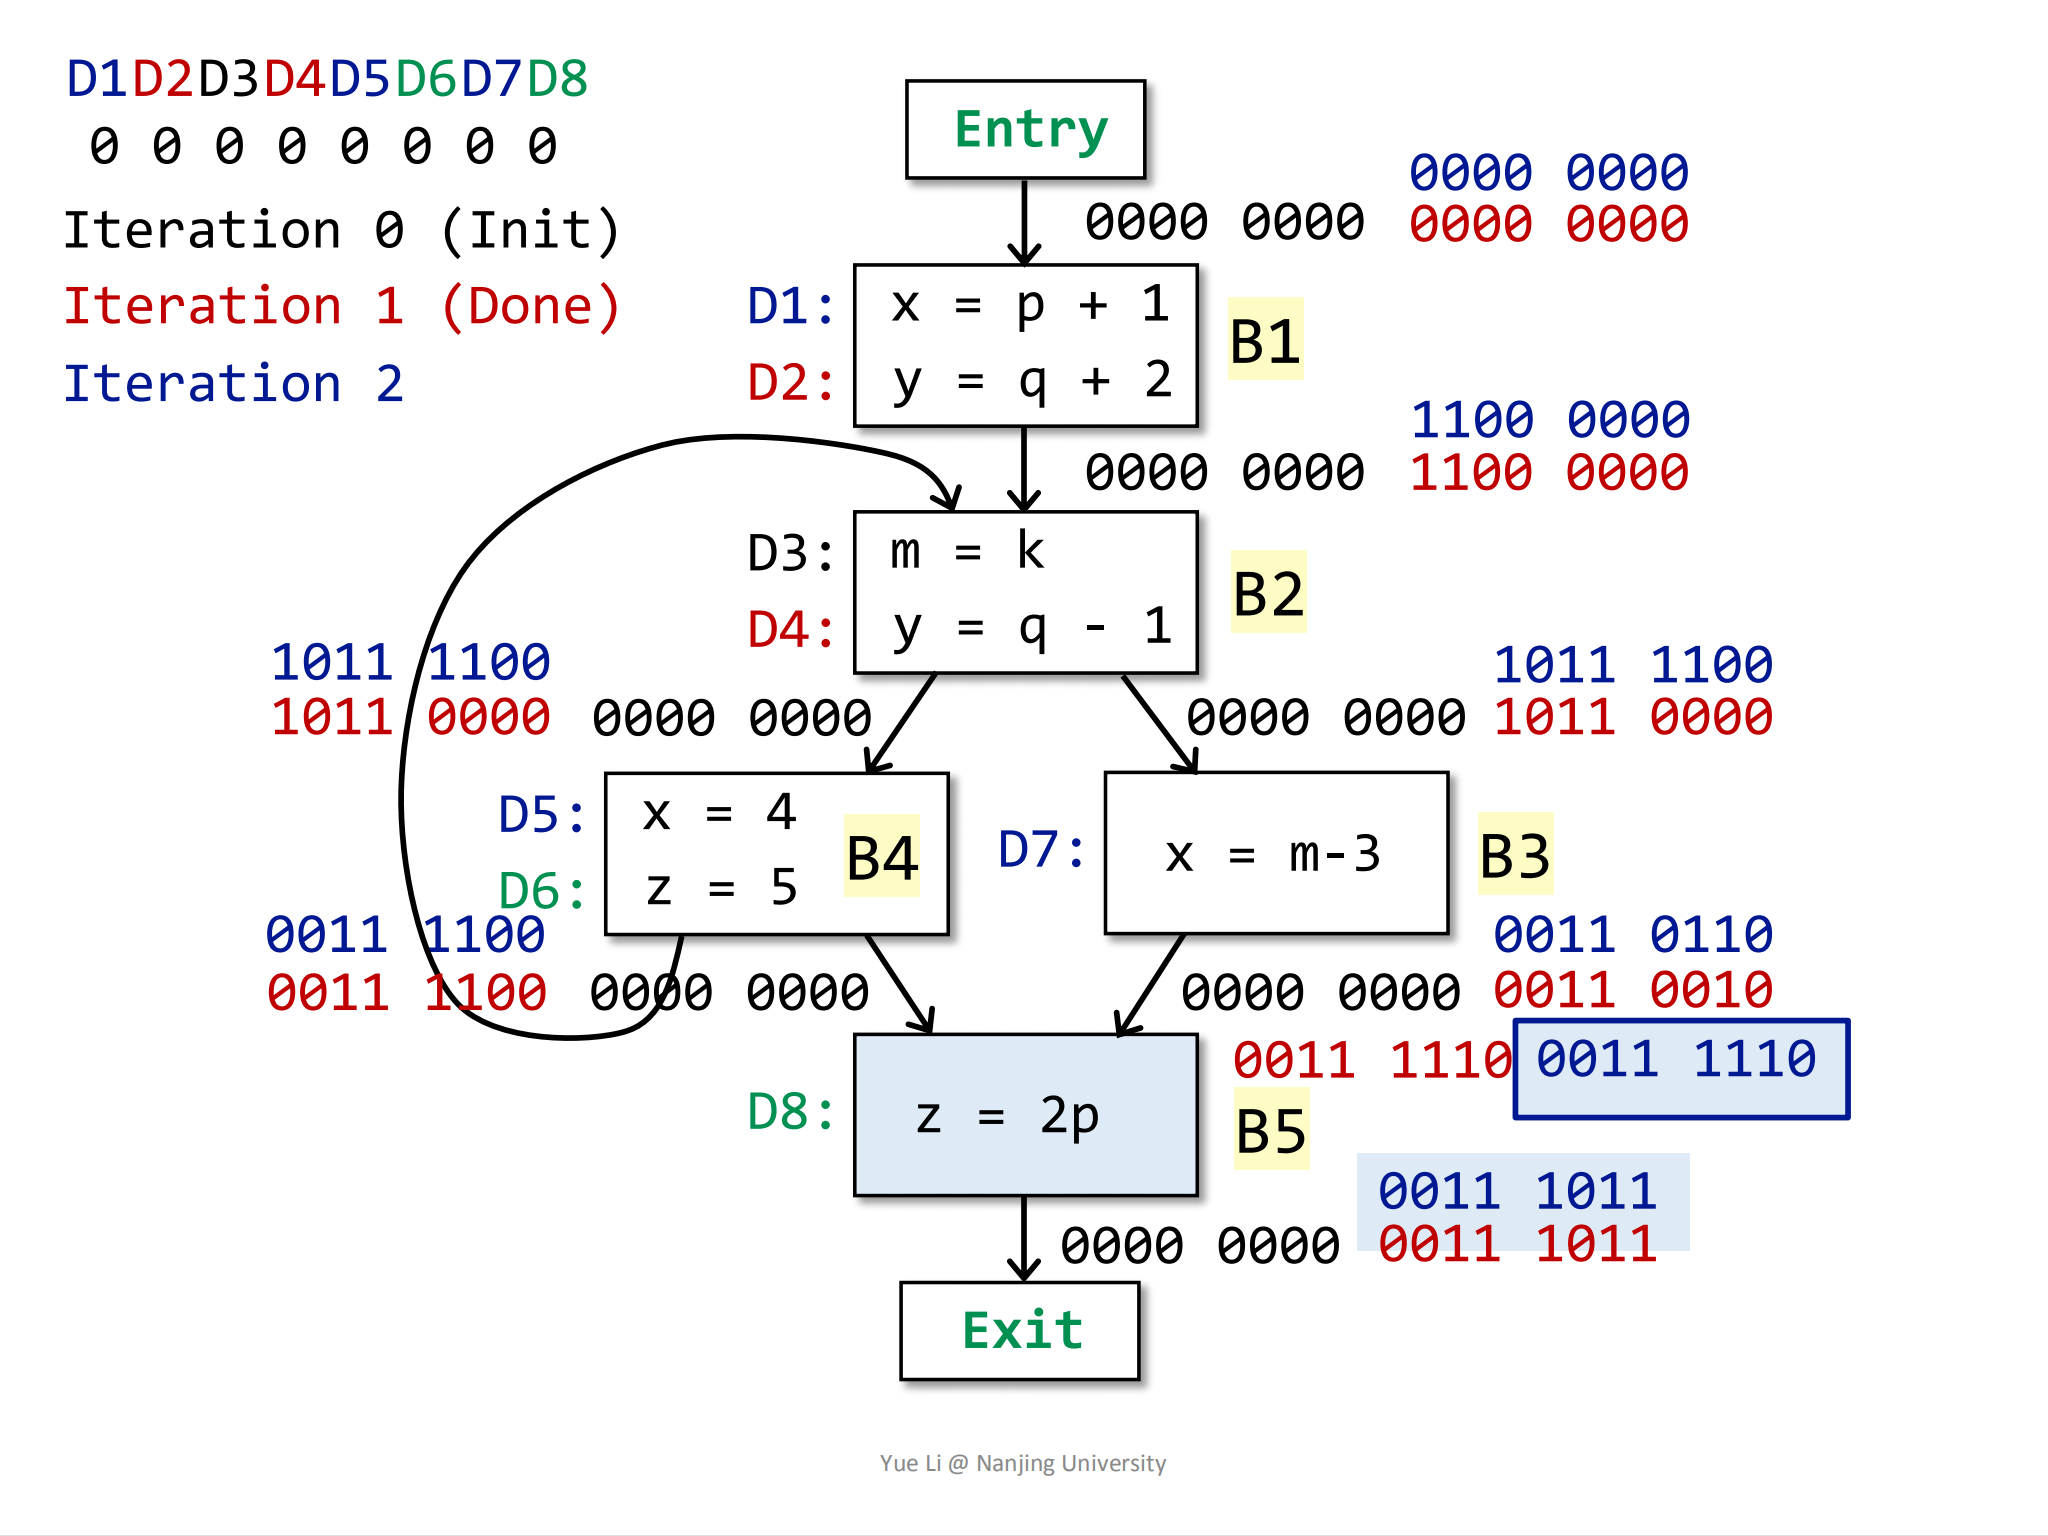 D1D2D3D4D5D6D7D8
0 0 0 0 0 0 0 0
Iteration 0 (Init)
Iteration 1 (Done)
Iteration 2
Entry
0000 0000
0000 0000 0000 0000
D1: x = p + 1
D2: y = q + 2
B1
1100 0000
0000 0000 1100 0000
D3: m = k
D4: y = q - 1
B2
1011 1100
1011 0000 0000 0000
1011 1100
0000 0000 1011 0000
D5: x = 4
D6: z = 5
B4
D7: x = m-3
B3
0011 1100
0011 1100 0000 0000
0011 0110
0000 0000 0011 0010
0011 1110 0011 1110
D8: z = 2p
B5
0011 1011
0000 0000 0011 1011
Exit
Yue Li @ Nanjing University